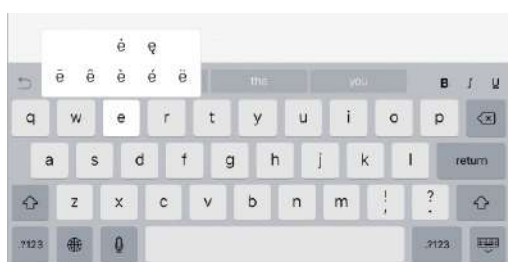 ė ę
ē ê è é ë
the you B I U
q w e r t y u i o p
a s d f g h j k l return
z x c v b n m ! , ? .
.?123 .?123